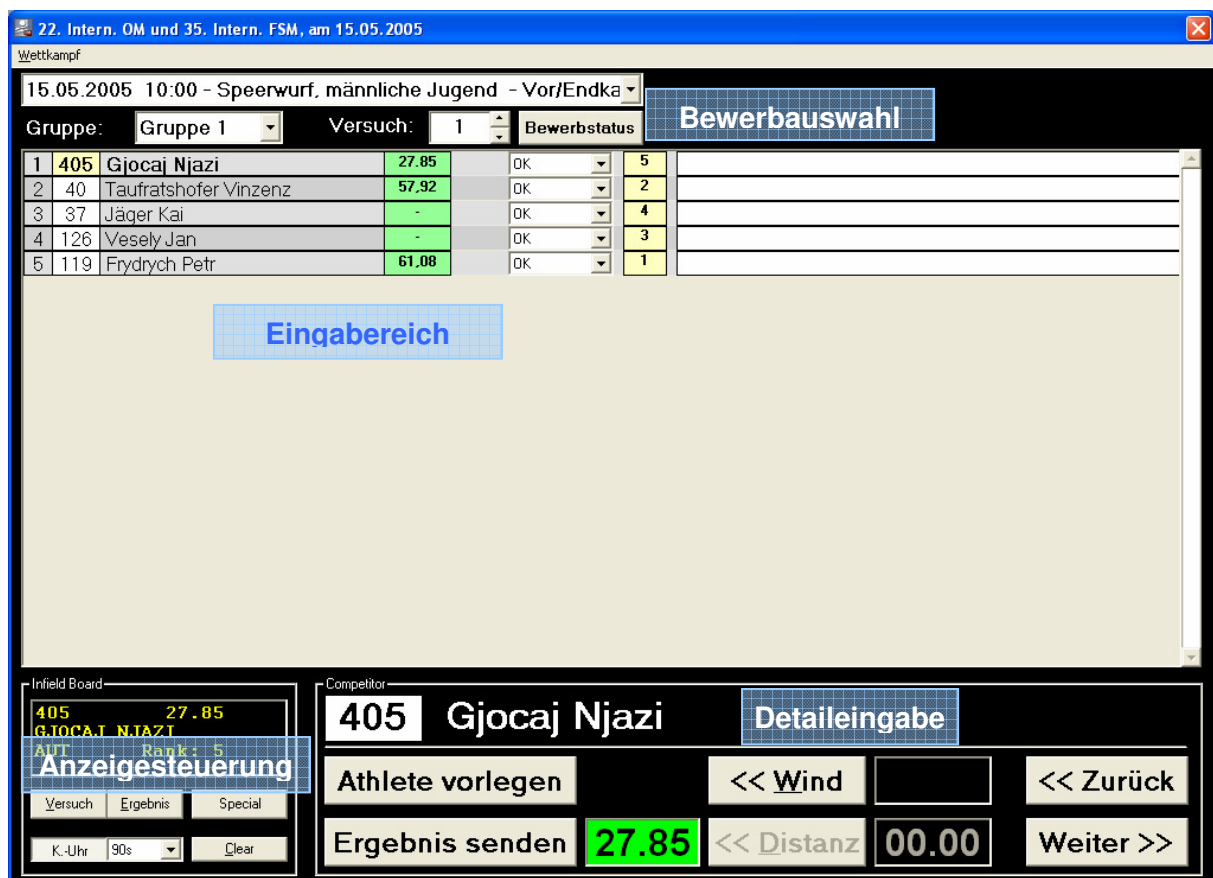 22. Intern. OM und 35. Intern. FSM, am 15.05.2005
Wettkampf
15.05.2005 10:00 - Speerwurf, männliche Jugend - Vor/Endka
Bewerbauswahl
Gruppe: Gruppe 1 Versuch: 1 Bewerbstatus
1 405 Gjocaj Njazi 27.85 OK 5
2 40 Taufratshofer Vinzenz 57,92 OK 2
3 37 Jäger Kai - OK 4
4 126 Vesely Jan - OK 3
5 119 Frydrych Petr 61,08 OK 1
Eingabereich
Infield Board
405 27.85
GJOCAJ NJAZI
AUT Rank: 5
Anzeigesteuerung
Versuch Ergebnis Special
K.-Uhr 90s Clear
Competitor
405 Gjocaj Njazi
Detaileingabe
Athlete vorlegen << Wind << Zurück
Ergebnis senden 27.85 << Distanz 00.00 Weiter >>